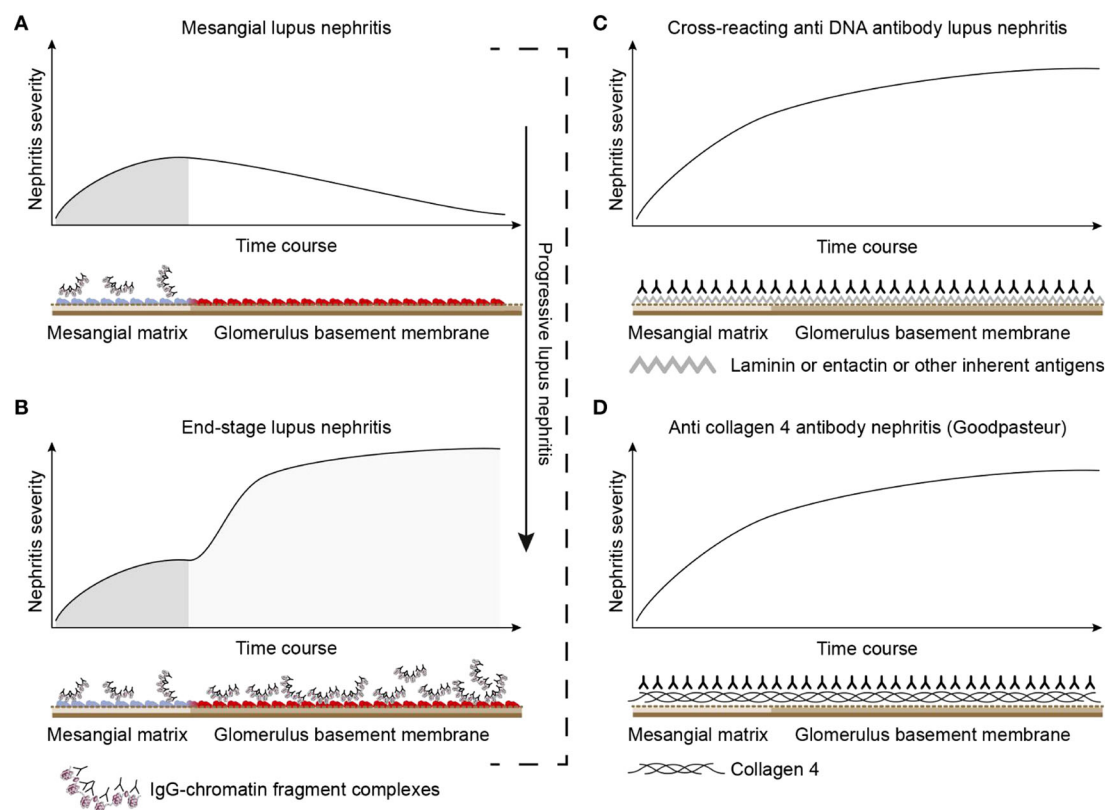 A
Mesangial lupus nephritis
Nephritis severity
Time course
Mesangial matrix
Glomerulus basement membrane
Progressive lupus nephritis
B
End-stage lupus nephritis
Nephritis severity
Time course
Mesangial matrix
Glomerulus basement membrane
IgG-chromatin fragment complexes
C
Cross-reacting anti DNA antibody lupus nephritis
Nephritis severity
Time course
Mesangial matrix
Glomerulus basement membrane
Laminin or entactin or other inherent antigens
D
Anti collagen 4 antibody nephritis (Goodpasteur)
Nephritis severity
Time course
Mesangial matrix
Glomerulus basement membrane
Collagen 4